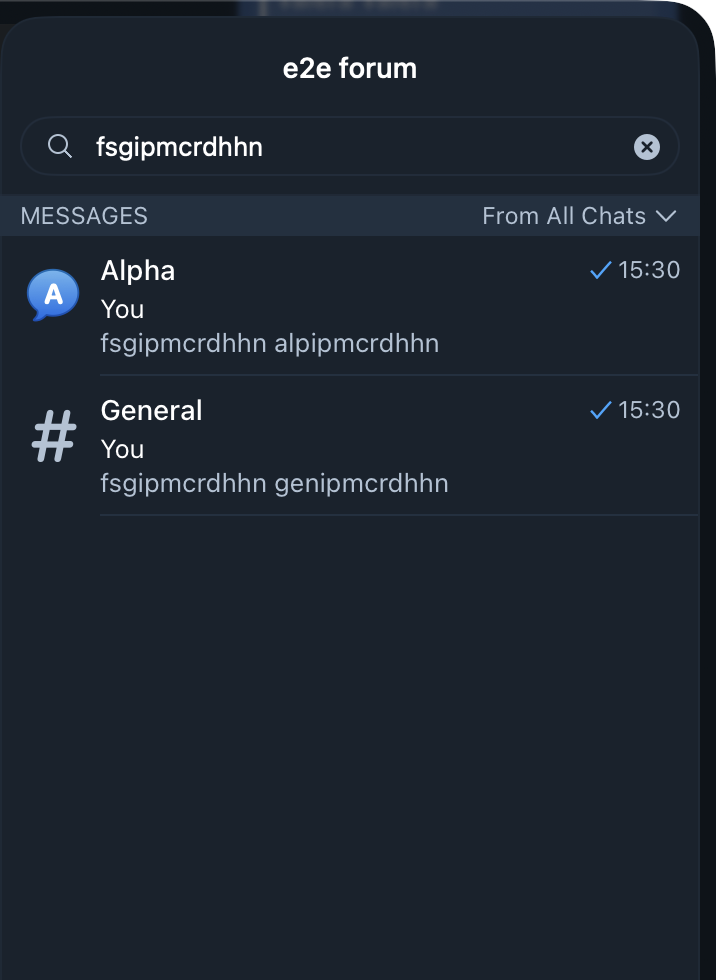 e2e forum
fsgipmcrdhhn
MESSAGES From All Chats
Alpha 15:30
A
You
fsgipmcrdhhn alpipmcrdhhn
General 15:30
#
You
fsgipmcrdhhn genipmcrdhhn